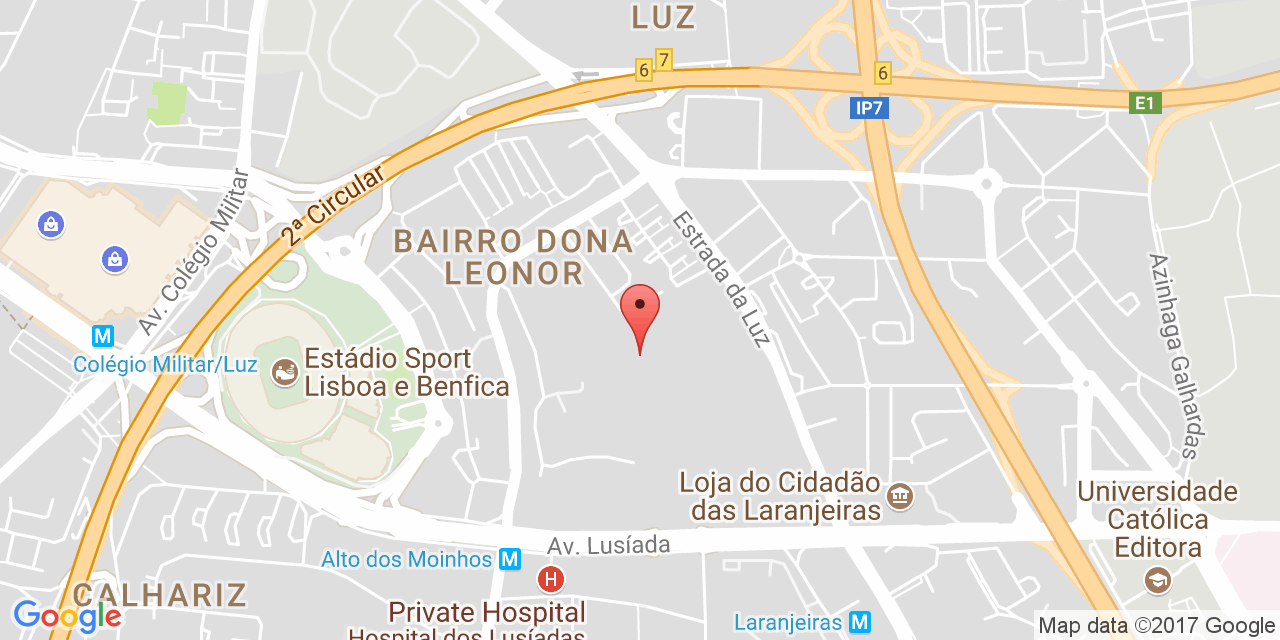 LUZ
6
7
6
E1
IP7
2ª Circular
Av. Colégio Militar
BAIRRO DONA
LEONOR
Estrada da Luz
Azinhaga Galhardas
M
Colégio Militar/Luz
Estádio Sport
Lisboa e Benfica
Loja do Cidadão
das Laranjeiras
Universidade
Católica
Editora
Av. Lusíada
Alto dos Moinhos M
H
CALHARIZ
Private Hospital
Hospital dos Lusíadas
Laranjeiras M
Google
Map data ©2017 Google